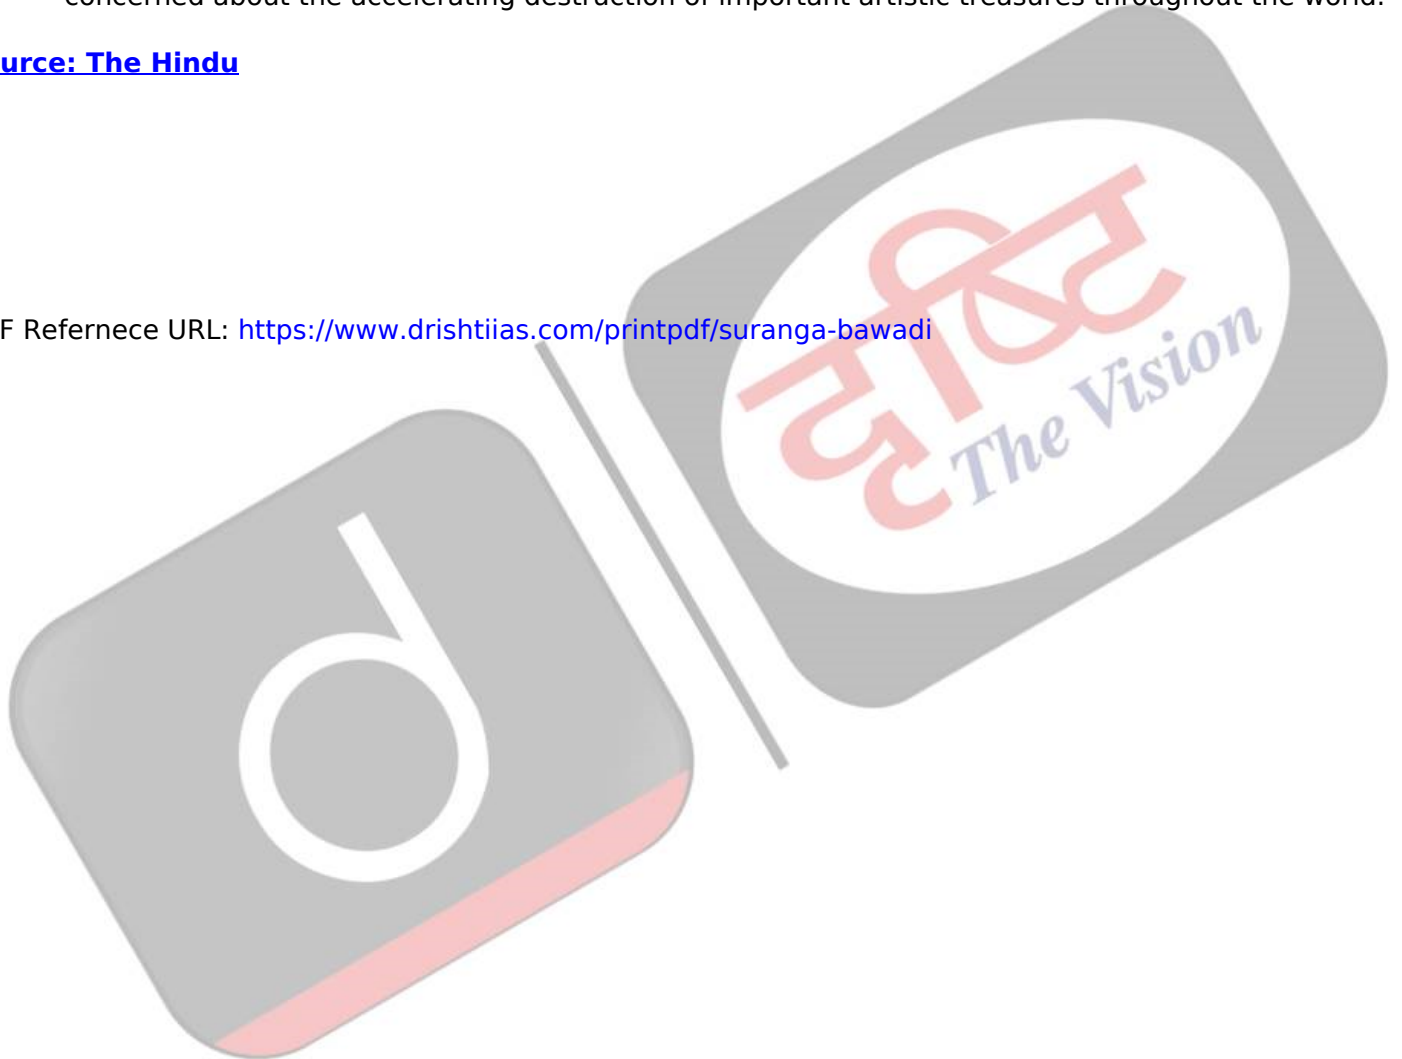 concerned about the accelerating destruction of important artistic treasures throughout the world.
urce: The Hindu
F Refernece URL: https://www.drishtiias.com/printpdf/suranga-bawadi
दृष्टि
The Vision
d